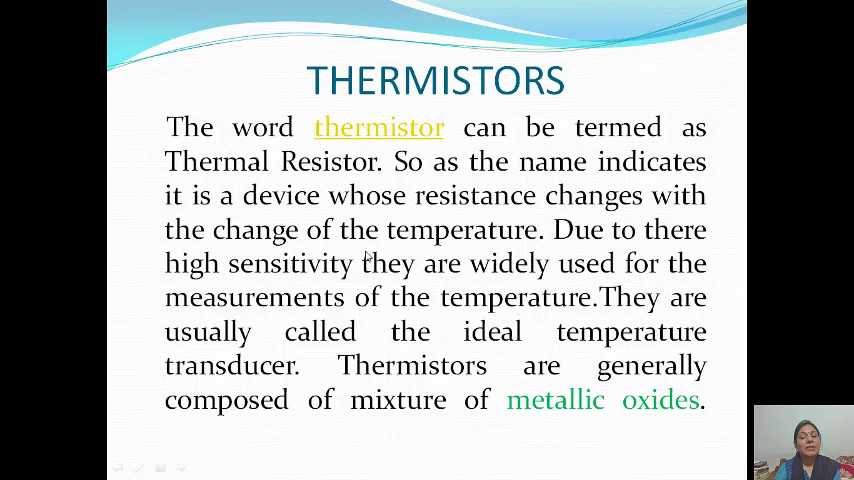 THERMISTORS
The word thermistor can be termed as
Thermal Resistor. So as the name indicates
it is a device whose resistance changes with
the change of the temperature. Due to there
high sensitivity they are widely used for the
measurements of the temperature.They are
usually called the ideal temperature
transducer. Thermistors are generally
composed of mixture of metallic oxides.